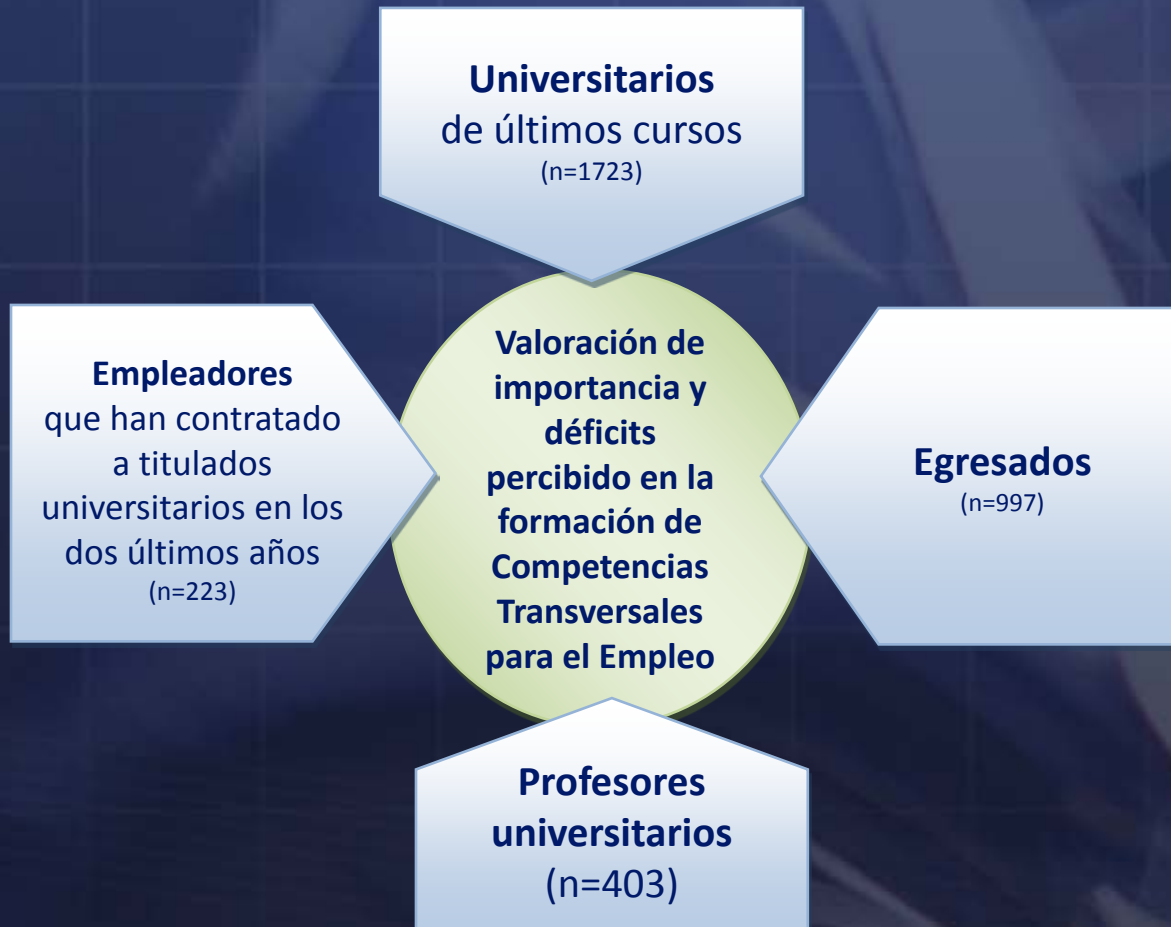 Universitarios
de últimos cursos
(n=1723)
Empleadores
que han contratado
a titulados
universitarios en los
dos últimos años
(n=223)
Valoración de
importancia y
déficits
percibido en la
formación de
Competencias
Transversales
para el Empleo
Egresados
(n=997)
Profesores
universitarios
(n=403)